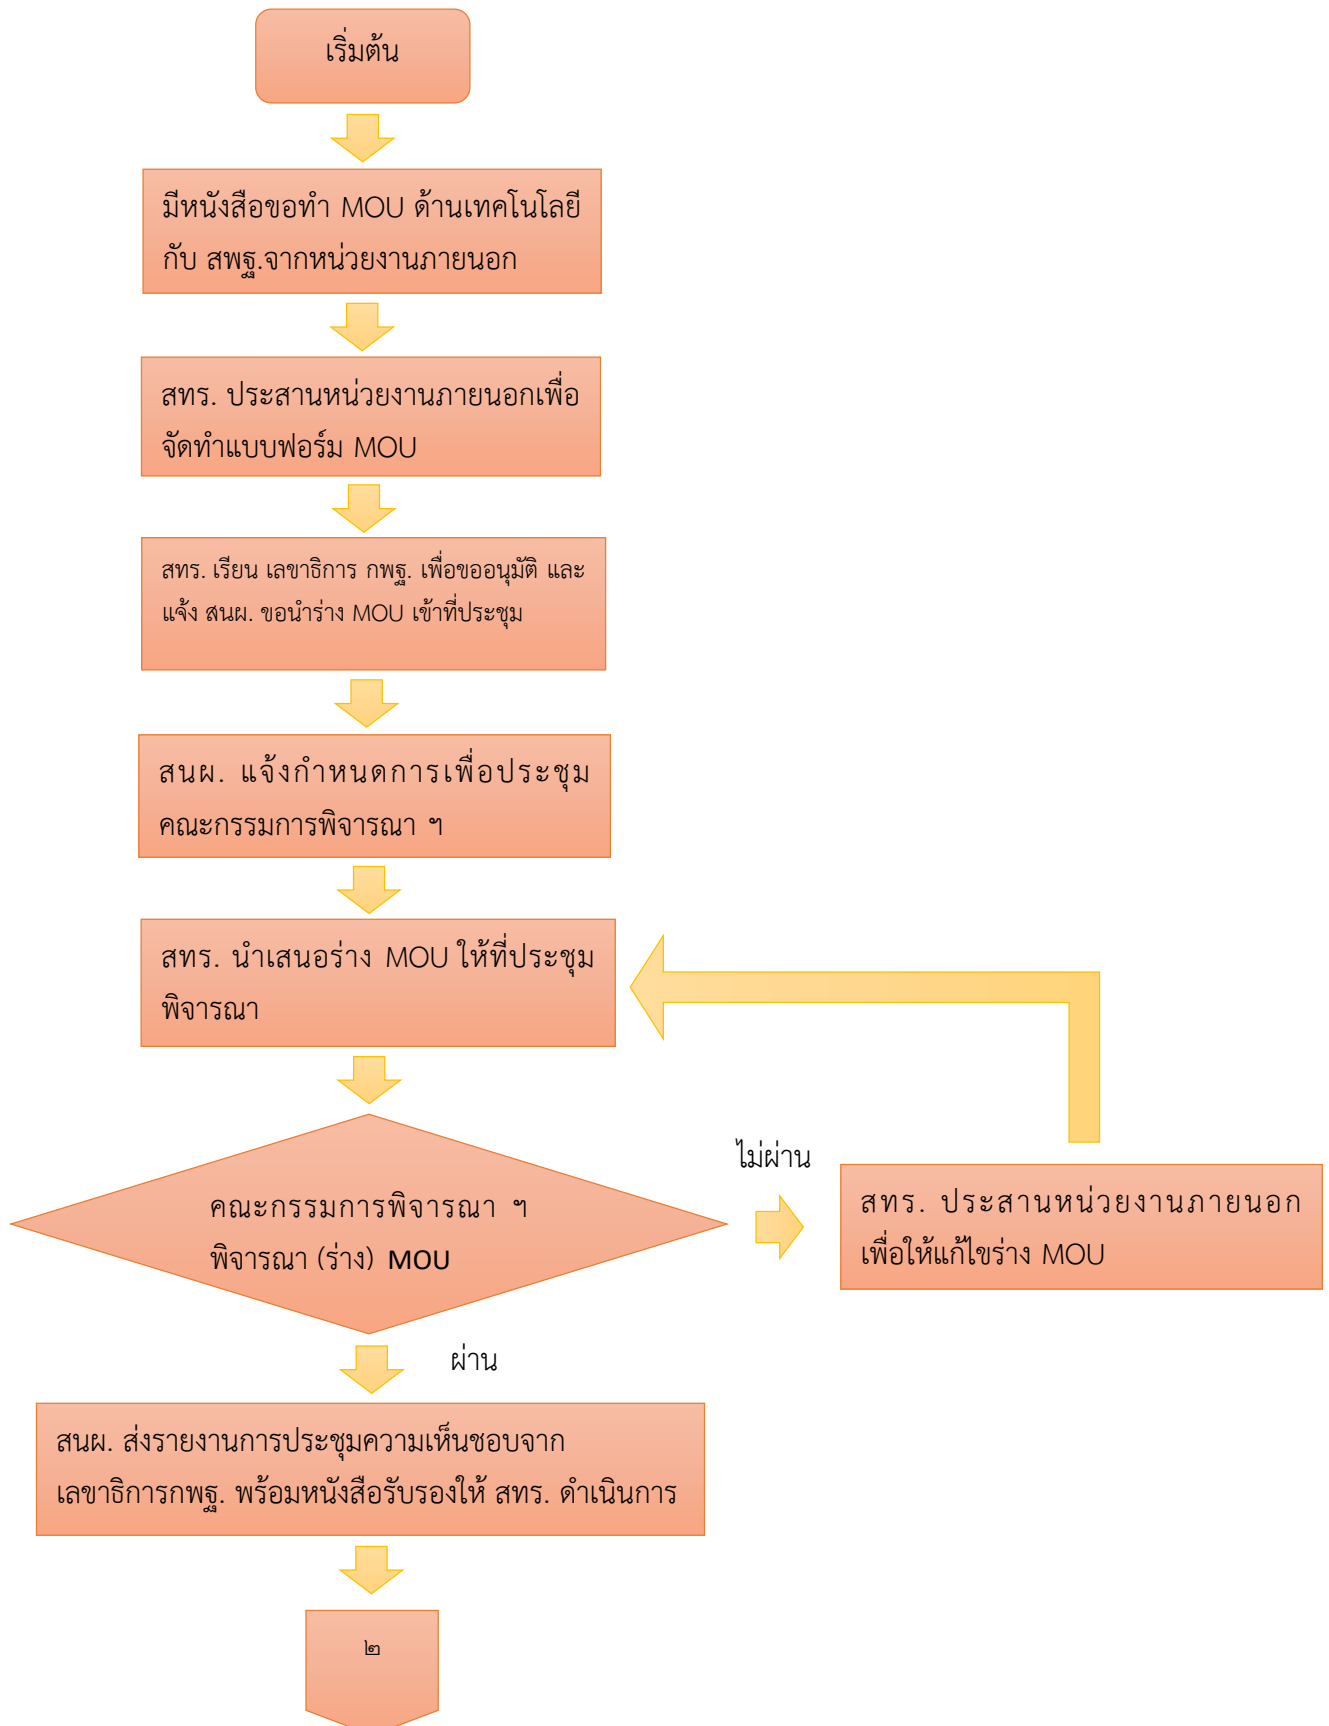 เริ่มต้น
มีหนังสือขอทำ MOU ด้านเทคโนโลยี
กับ สพฐ.จากหน่วยงานภายนอก
สทร. ประสานหน่วยงานภายนอกเพื่อ
จัดทำแบบฟอร์ม MOU
สทร. เรียน เลขาธิการ กพฐ. เพื่อขออนุมัติ และ
แจ้ง สนผ. ขอนำร่าง MOU เข้าที่ประชุม
สนผ. แจ้งกำหนดการเพื่อประชุม
คณะกรรมการพิจารณา ฯ
สทร. นำเสนอร่าง MOU ให้ที่ประชุม
พิจารณา
คณะกรรมการพิจารณา ฯ
พิจารณา (ร่าง) MOU
ไม่ผ่าน
สทร. ประสานหน่วยงานภายนอก
เพื่อให้แก้ไขร่าง MOU
ผ่าน
สนผ. ส่งรายงานการประชุมความเห็นชอบจาก
เลขาธิการกพฐ. พร้อมหนังสือรับรองให้ สทร. ดำเนินการ
๒